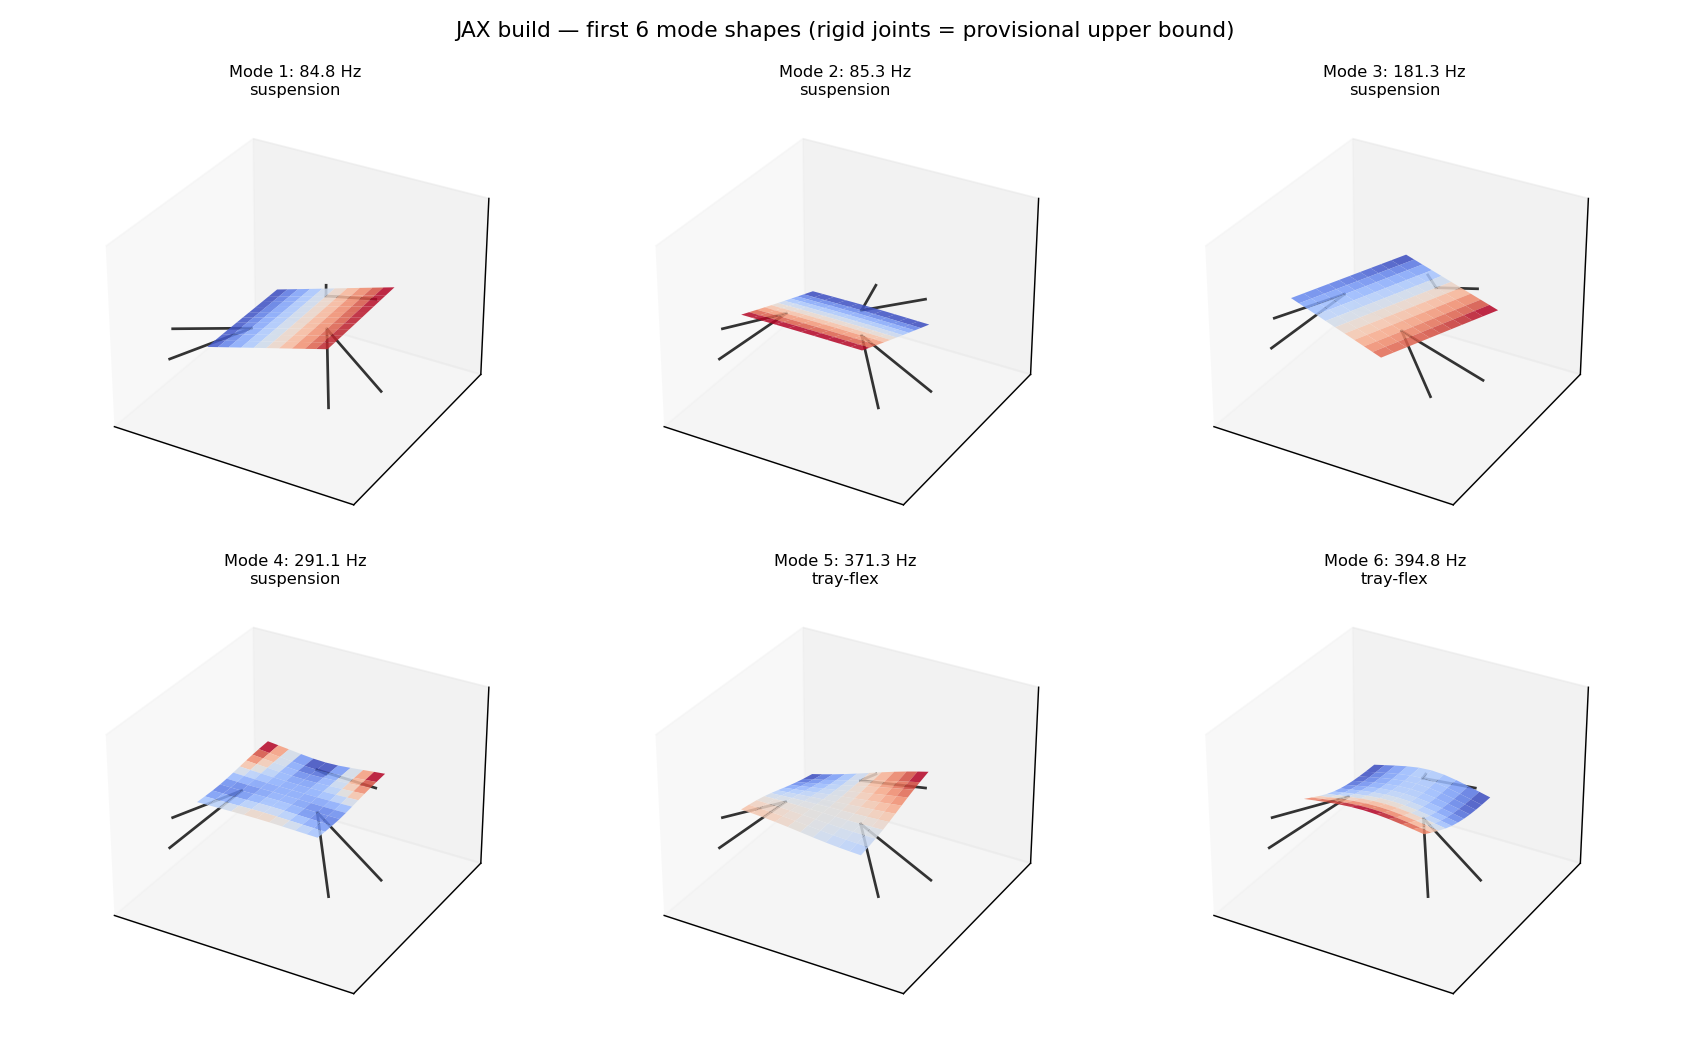 JAX build — first 6 mode shapes (rigid joints = provisional upper bound)
Mode 1: 84.8 Hz
suspension
Mode 2: 85.3 Hz
suspension
Mode 3: 181.3 Hz
suspension
Mode 4: 291.1 Hz
suspension
Mode 5: 371.3 Hz
tray-flex
Mode 6: 394.8 Hz
tray-flex